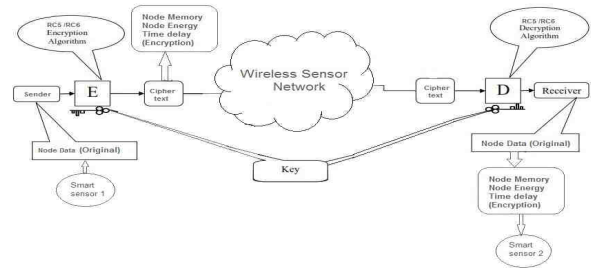 RC5 /RC6
Encryption
Algorithm
Node Memory
Node Energy
Time delay
(Encryption)
RC5 /RC6
Decryption
Algorithm
Wireless Sensor
Network
Sender
E
Cipher
text
Cipher
text
D
Receiver
Node Data (Original)
Key
Node Data (Original)
Smart
sensor 1
Node Memory
Node Energy
Time delay
(Encryption)
Smart
sensor 2